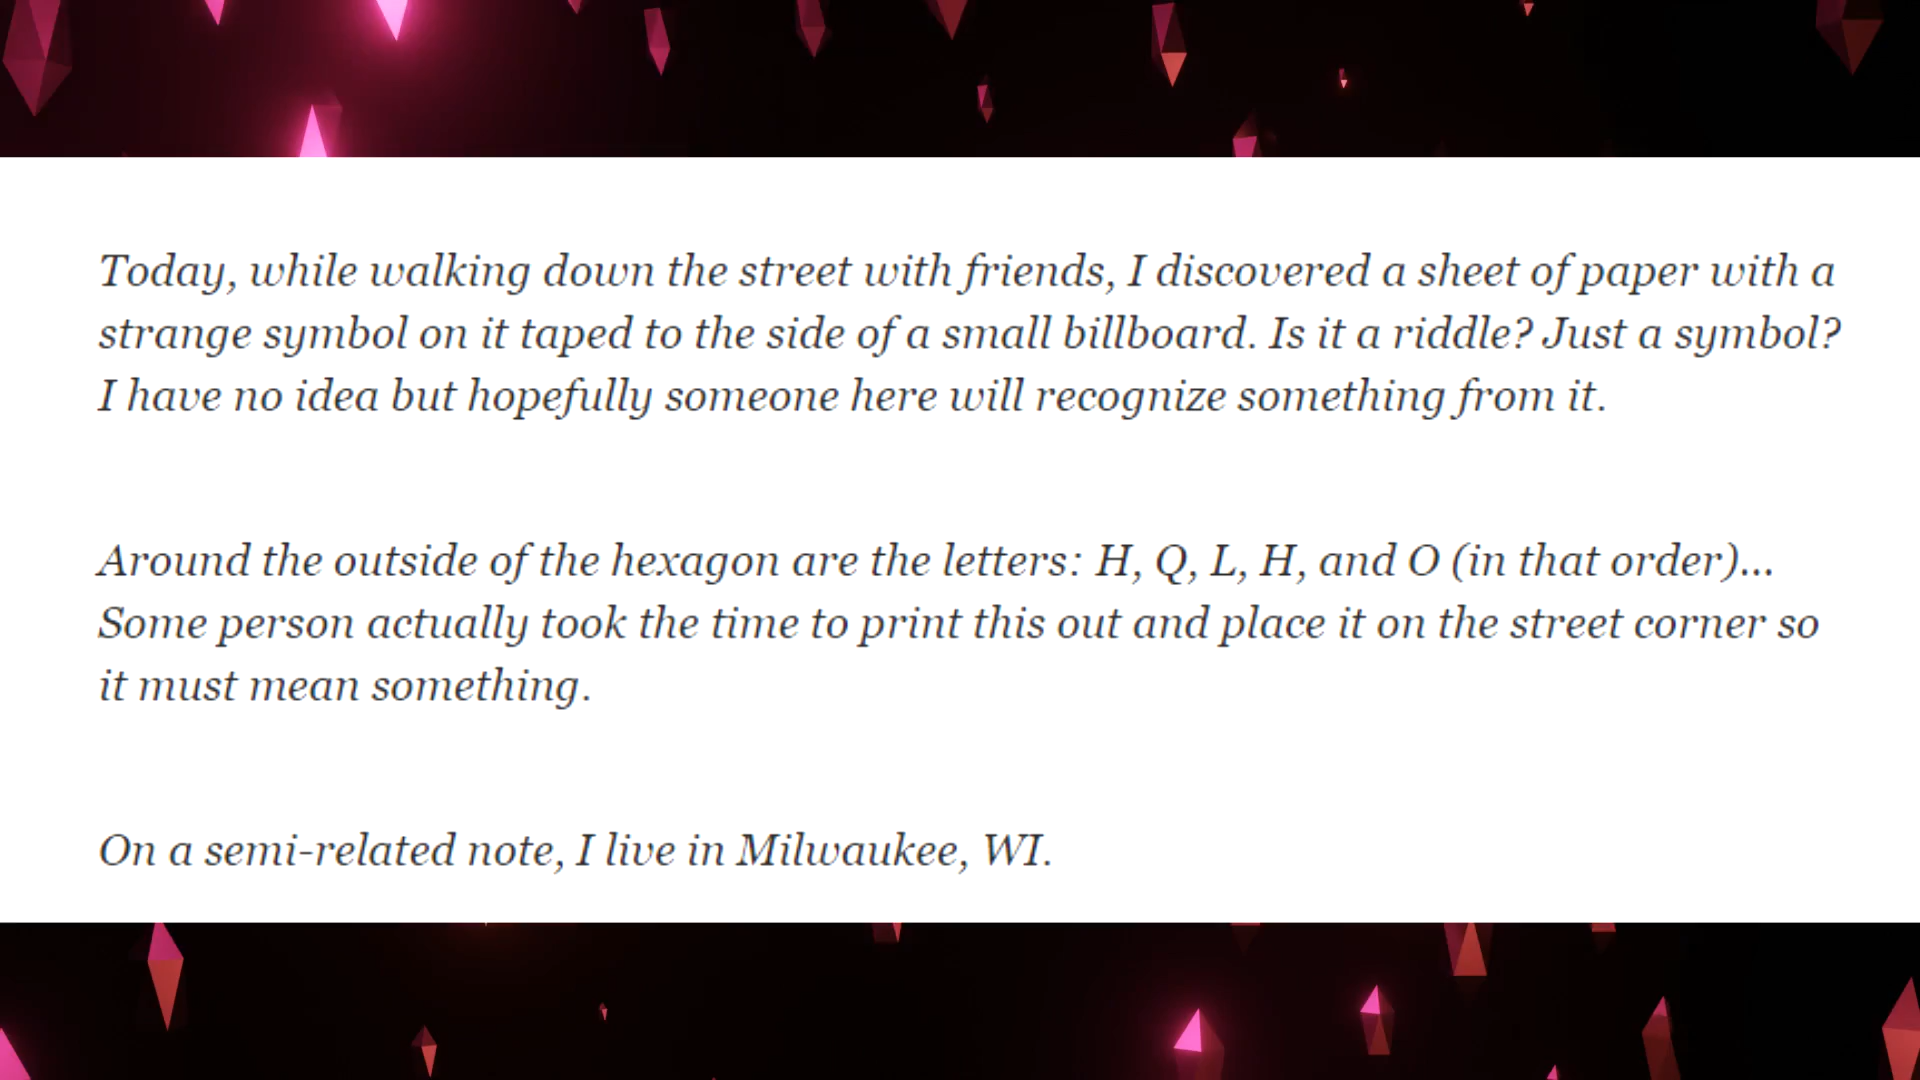 Today, while walking down the street with friends, I discovered a sheet of paper with a
strange symbol on it taped to the side of a small billboard. Is it a riddle? Just a symbol?
I have no idea but hopefully someone here will recognize something from it.
Around the outside of the hexagon are the letters: H, Q, L, H, and O (in that order)...
Some person actually took the time to print this out and place it on the street corner so
it must mean something.
On a semi-related note, I live in Milwaukee, WI.